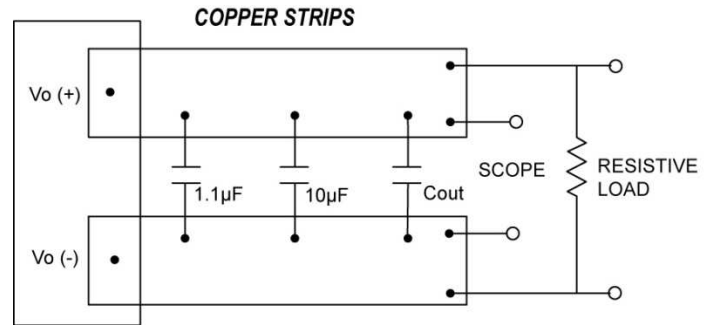 COPPER STRIPS
Vo (+)
1.1µF
10µF
Cout
SCOPE
RESISTIVE
LOAD
Vo (-)